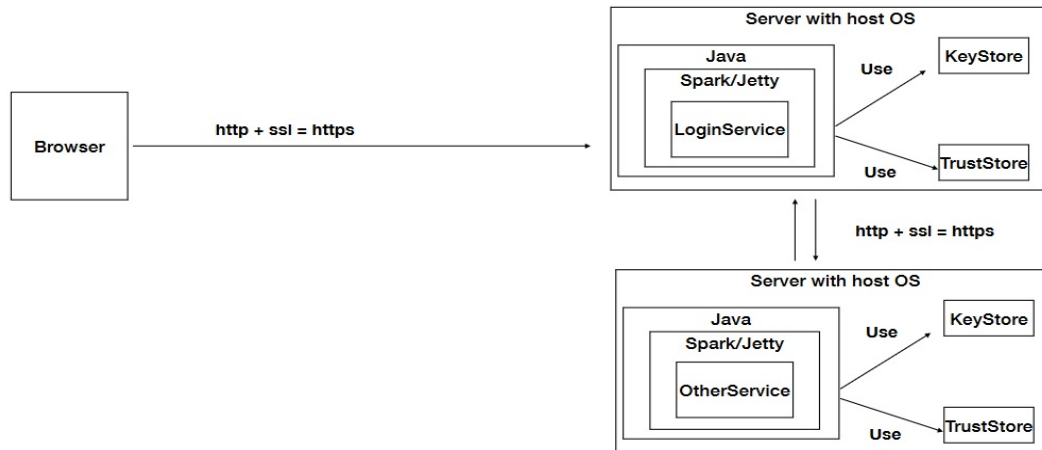 Server with host OS
Java
Spark/Jetty
LoginService
Use
KeyStore
Use
TrustStore
Browser
http + ssl = https
http + ssl = https
Server with host OS
Java
Spark/Jetty
OtherService
Use
KeyStore
Use
TrustStore